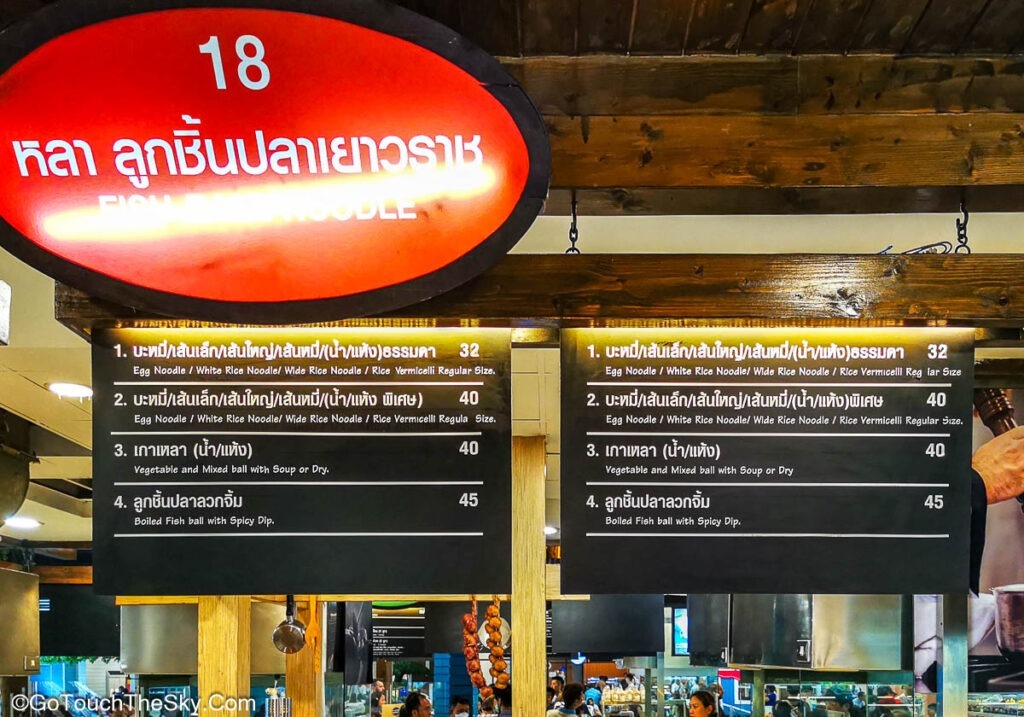 18
หลา ลูกชิ้นปลาเยาวราช
FISH NOODLE
1. บะหมี่/เส้นเล็ก/เส้นใหญ่/เส้นหมี่/(น้ำ/แห้ง)ธรรมดา 32
Egg Noodle / White Rice Noodle/ Wide Rice Noodle / Rice Vermicelli Regular Size.
2. บะหมี่/เส้นเล็ก/เส้นใหญ่/เส้นหมี่/(น้ำ/แห้ง พิเศษ) 40
Egg Noodle / White Rice Noodle/ Wide Rice Noodle / Rice Vermicelli Regula Size.
3. เกาเหลา (น้ำ/แห้ง) 40
Vegetable and Mixed ball with Soup or Dry.
4. ลูกชิ้นปลาลวกจิ้ม 45
Boiled Fish ball with Spicy Dip.
1. บะหมี่/เส้นเล็ก/เส้นใหญ่/เส้นหมี่/(น้ำ/แห้ง)ธรรมดา 32
Egg Noodle / White Rice Noodle/ Wide Rice Noodle / Rice Vermicelli Reg lar Size
2. บะหมี่/เส้นเล็ก/เส้นใหญ่/เส้นหมี่/(น้ำ/แห้ง)พิเศษ 40
Egg Noodle / White Rice Noodle/ Wide Rice Noodle / Rice Vermicelli Regular Size.
3. เกาเหลา (น้ำ/แห้ง) 40
Vegetable and Mixed ball with Soup or Dry
4. ลูกชิ้นปลาลวกจิ้ม 45
Boiled Fish ball with Spicy Dip.
©GoTouchTheSky.Com